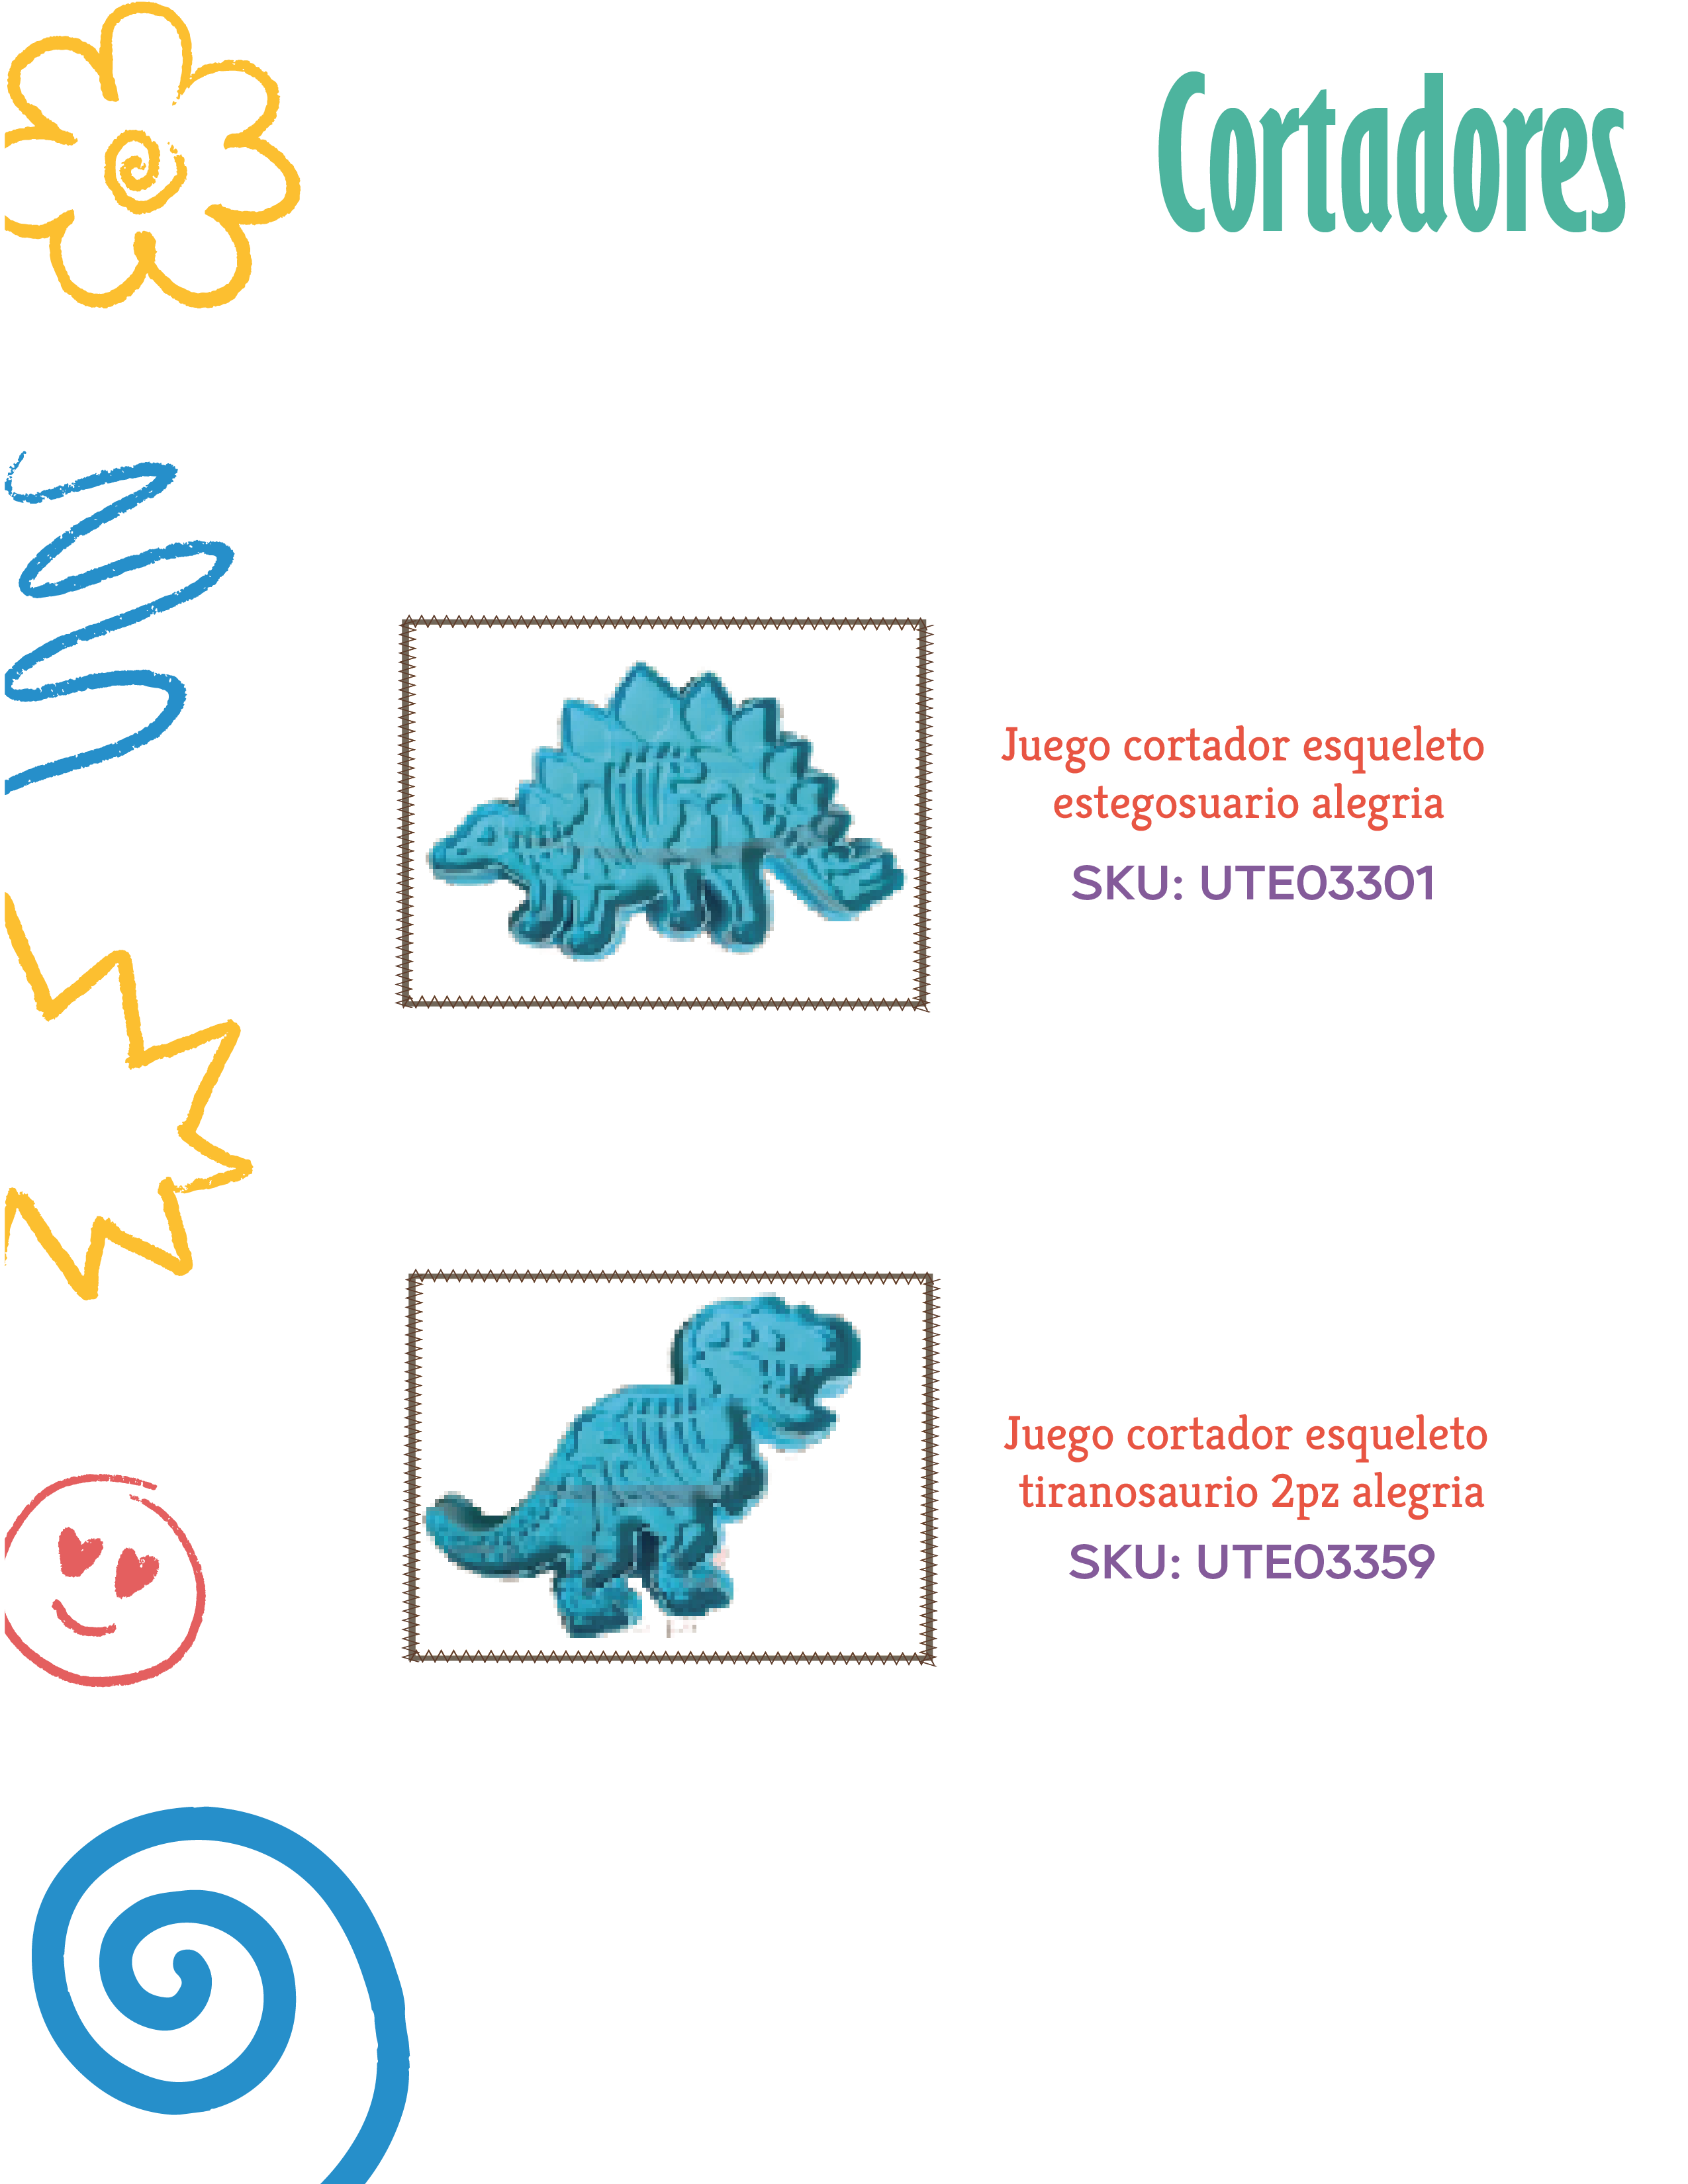 Cortadores
Juego cortador esqueleto
estegosuario alegria
SKU: UTE03301
Juego cortador esqueleto
tiranosaurio 2pz alegria
SKU: UTE03359